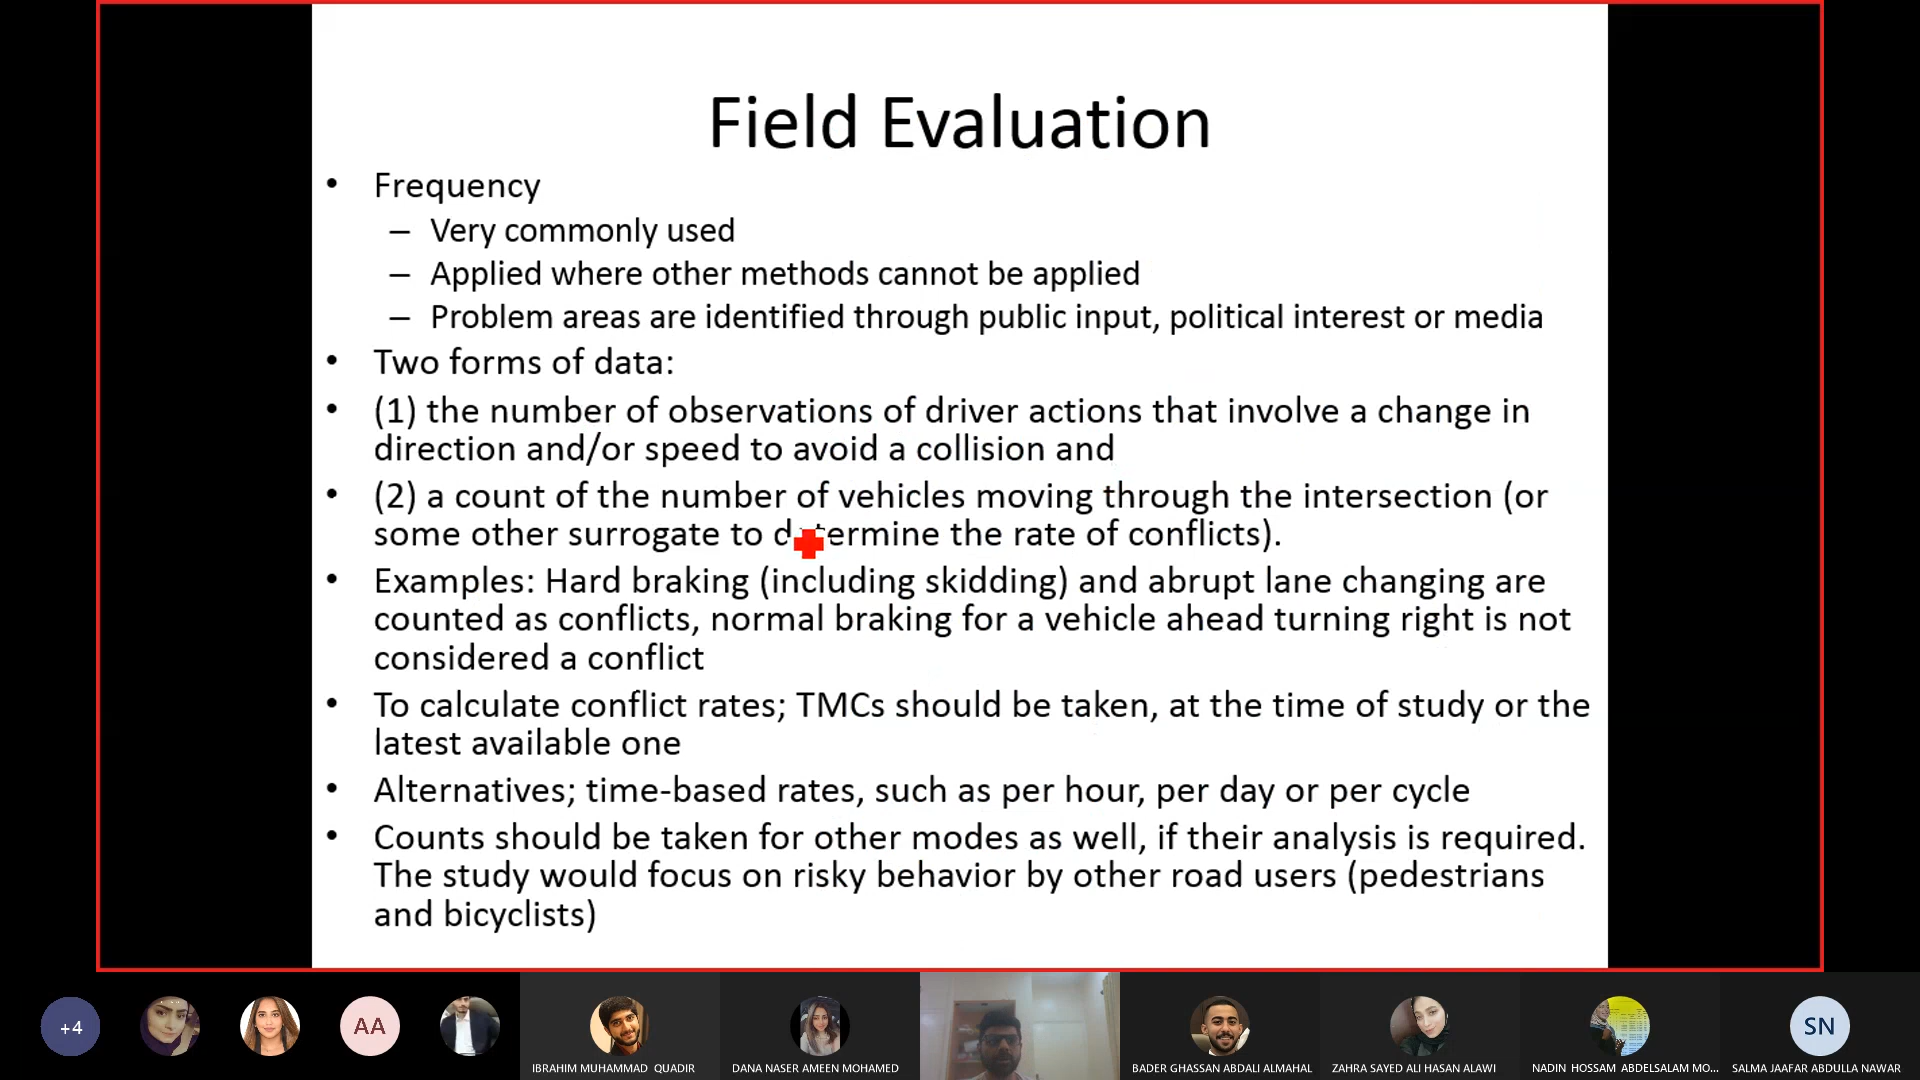 Field Evaluation
• Frequency
– Very commonly used
– Applied where other methods cannot be applied
– Problem areas are identified through public input, political interest or media
• Two forms of data:
• (1) the number of observations of driver actions that involve a change in
direction and/or speed to avoid a collision and
• (2) a count of the number of vehicles moving through the intersection (or
some other surrogate to determine the rate of conflicts).
• Examples: Hard braking (including skidding) and abrupt lane changing are
counted as conflicts, normal braking for a vehicle ahead turning right is not
considered a conflict
• To calculate conflict rates; TMCs should be taken, at the time of study or the
latest available one
• Alternatives; time-based rates, such as per hour, per day or per cycle
• Counts should be taken for other modes as well, if their analysis is required.
The study would focus on risky behavior by other road users (pedestrians
and bicyclists)
+4
AA
SN
IBRAHIM MUHAMMAD QUADIR
DANA NASER AMEEN MOHAMED
BADER GHASSAN ABDALI ALMAHAL
ZAHRA SAYED ALI HASAN ALAWI
NADIN HOSSAM ABDELSALAM MO...
SALMA JAAFAR ABDULLA NAWAR